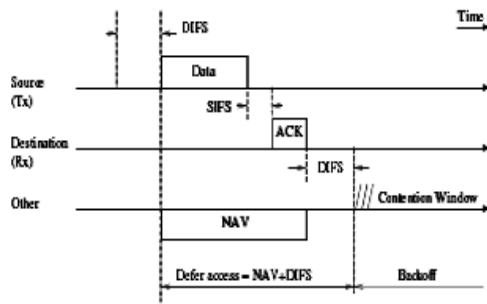 Time
DIFS
Data
Source
(Tx)
SIFS
ACK
Destination
(Rx)
DIFS
Contention Window
Other
NAV
Defer access = NAV+DIFS
Backoff